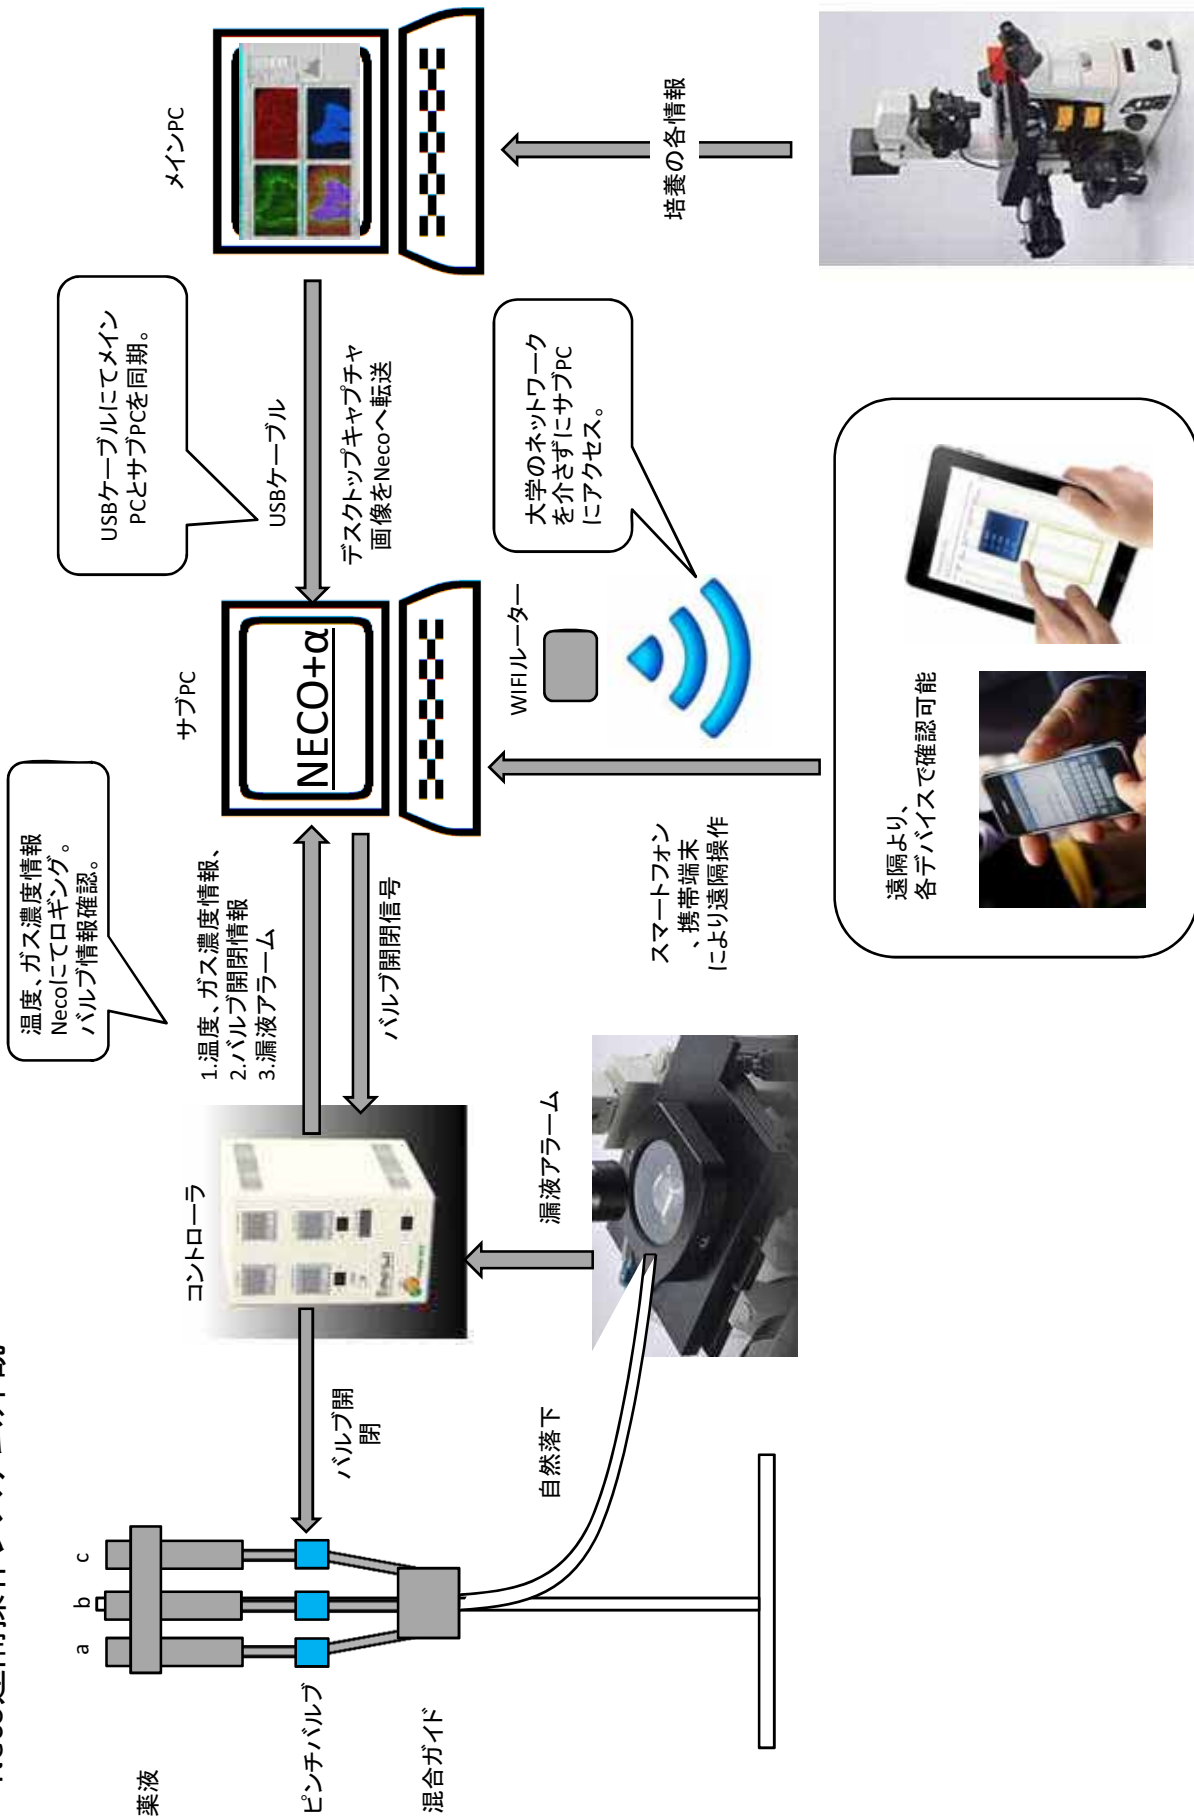 薬液
a
b
c
ピンチバルブ
混合ガイド
バルブ開
閉
自然落下
コントローラ
漏液アラーム
温度、ガス濃度情報
Necoにてロギング。
バルブ情報確認。
1.温度、ガス濃度情報、
2.バルブ開閉情報
3.漏液アラーム
バルブ開閉信号
サブPC
NECO+α
WIFIルーター
スマートフォン
、携帯端末
により遠隔操作
USBケーブルにてメイン
PCとサブPCを同期。
USBケーブル
デスクトップキャプチャ
画像をNecoへ転送
大学のネットワーク
を介さずにサブPC
にアクセス。
メインPC
培養の各情報
遠隔より、
各デバイスで確認可能